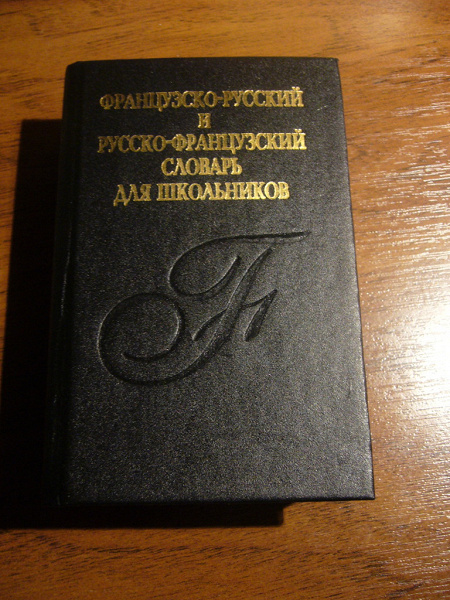 ФРАНЦУЗСКО-РУССКИЙ
И
РУССКО-ФРАНЦУЗСКИЙ
СЛОВАРЬ
ДЛЯ ШКОЛЬНИКОВ
F